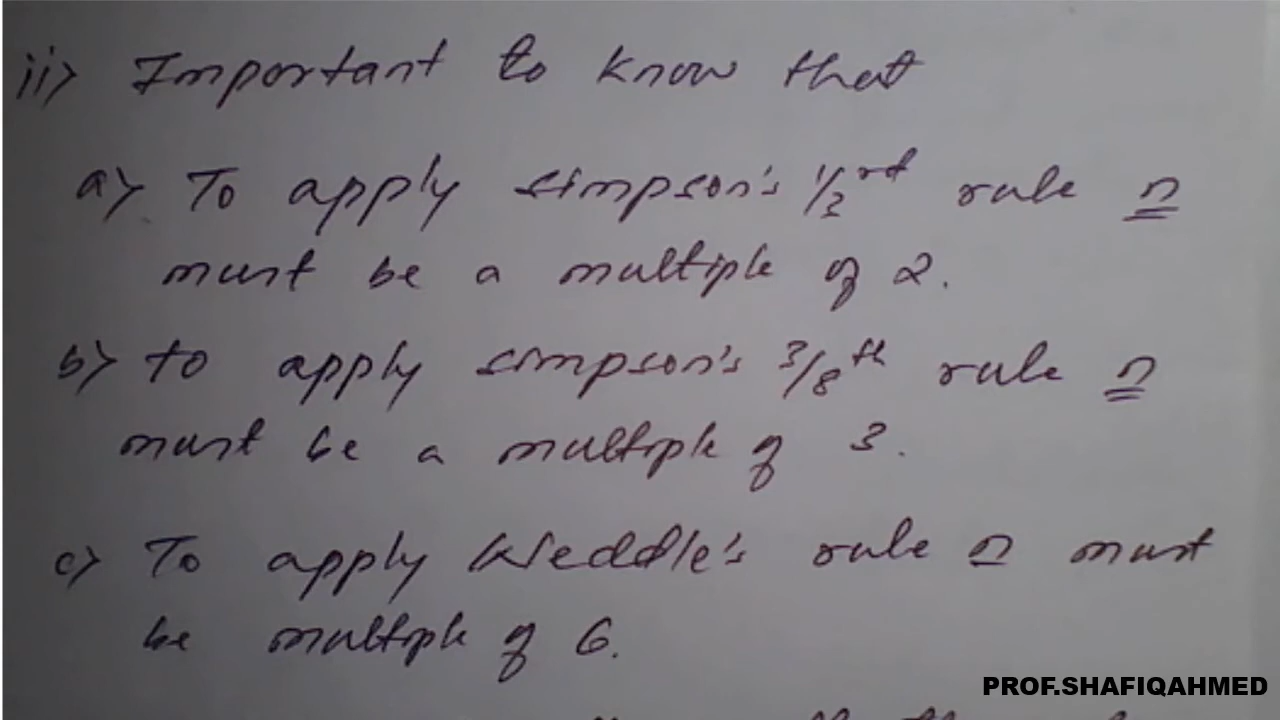 ii) Important to know that
a) To apply simpson's 1/3rd rule n
must be a multiple of 2.
b) to apply simpson's 3/8th rule n
must be a multiple of 3.
c) To apply Weddle's rule n must
be multiple of 6.
PROF.SHAFIQAHMED